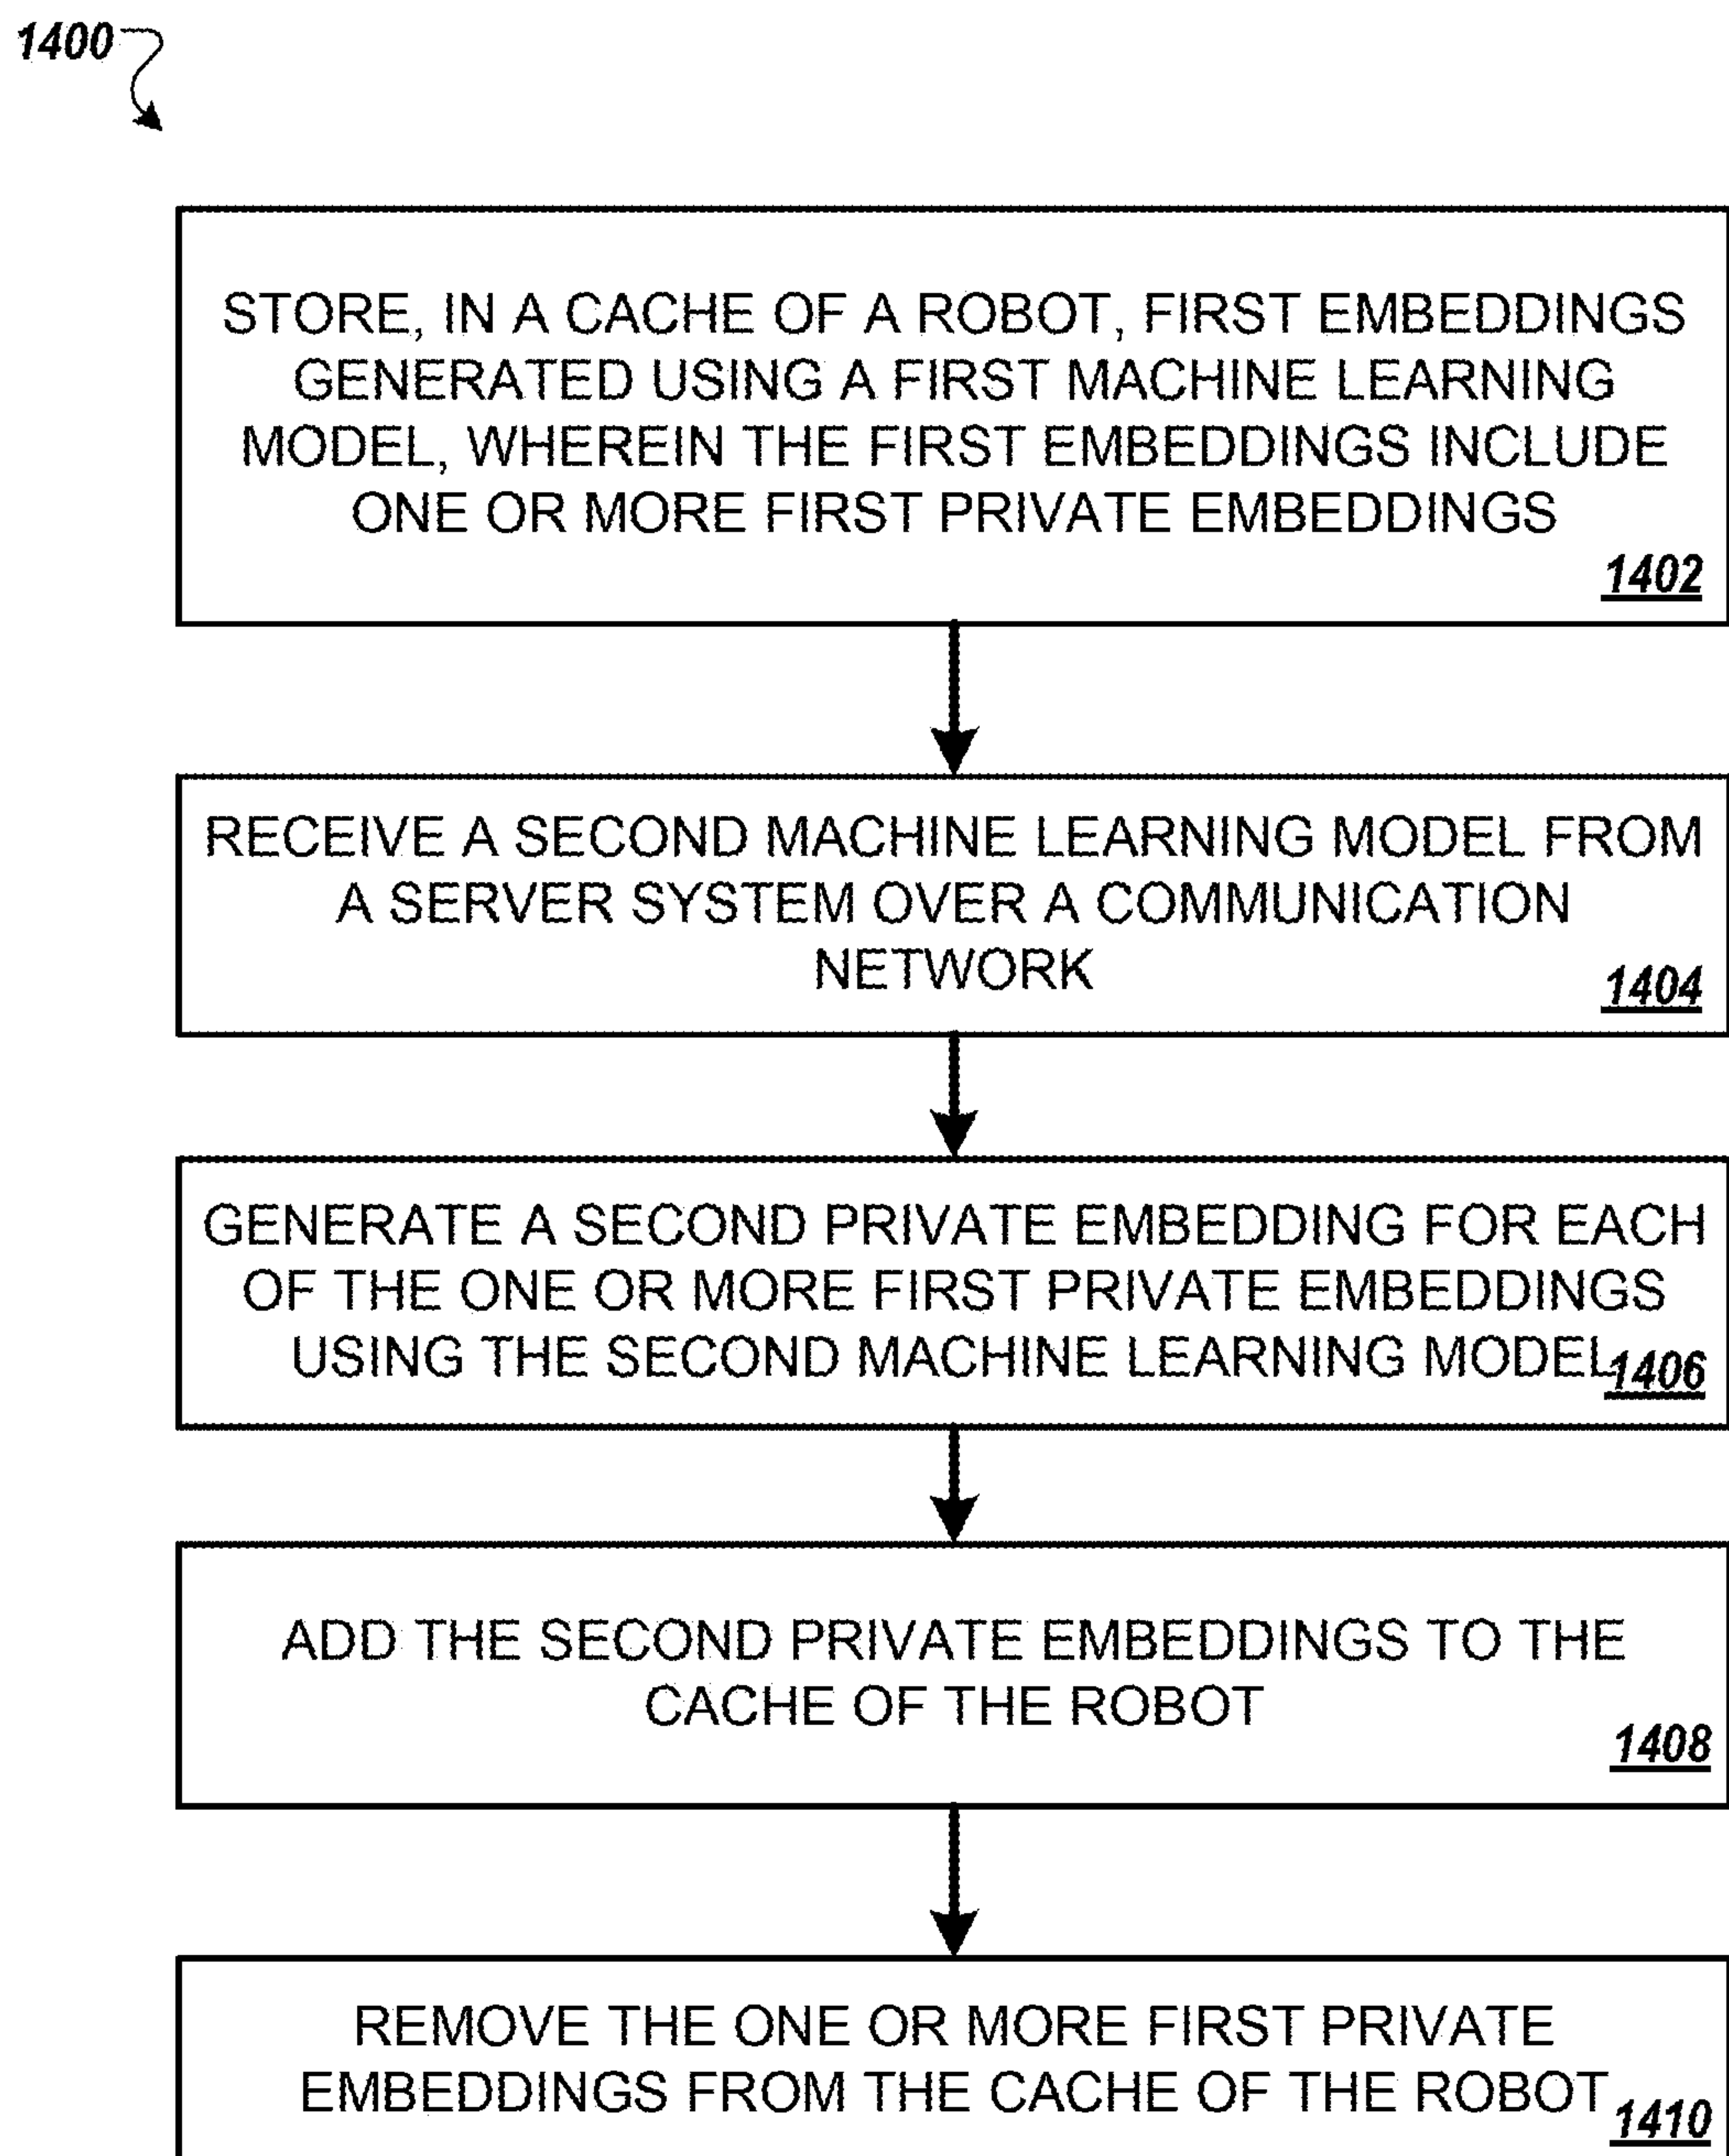 1400
STORE, IN A CACHE OF A ROBOT, FIRST EMBEDDINGS
GENERATED USING A FIRST MACHINE LEARNING
MODEL, WHEREIN THE FIRST EMBEDDINGS INCLUDE
ONE OR MORE FIRST PRIVATE EMBEDDINGS
1402
RECEIVE A SECOND MACHINE LEARNING MODEL FROM
A SERVER SYSTEM OVER A COMMUNICATION
NETWORK
1404
GENERATE A SECOND PRIVATE EMBEDDING FOR EACH
OF THE ONE OR MORE FIRST PRIVATE EMBEDDINGS
USING THE SECOND MACHINE LEARNING MODEL
1406
ADD THE SECOND PRIVATE EMBEDDINGS TO THE
CACHE OF THE ROBOT
1408
REMOVE THE ONE OR MORE FIRST PRIVATE
EMBEDDINGS FROM THE CACHE OF THE ROBOT
1410